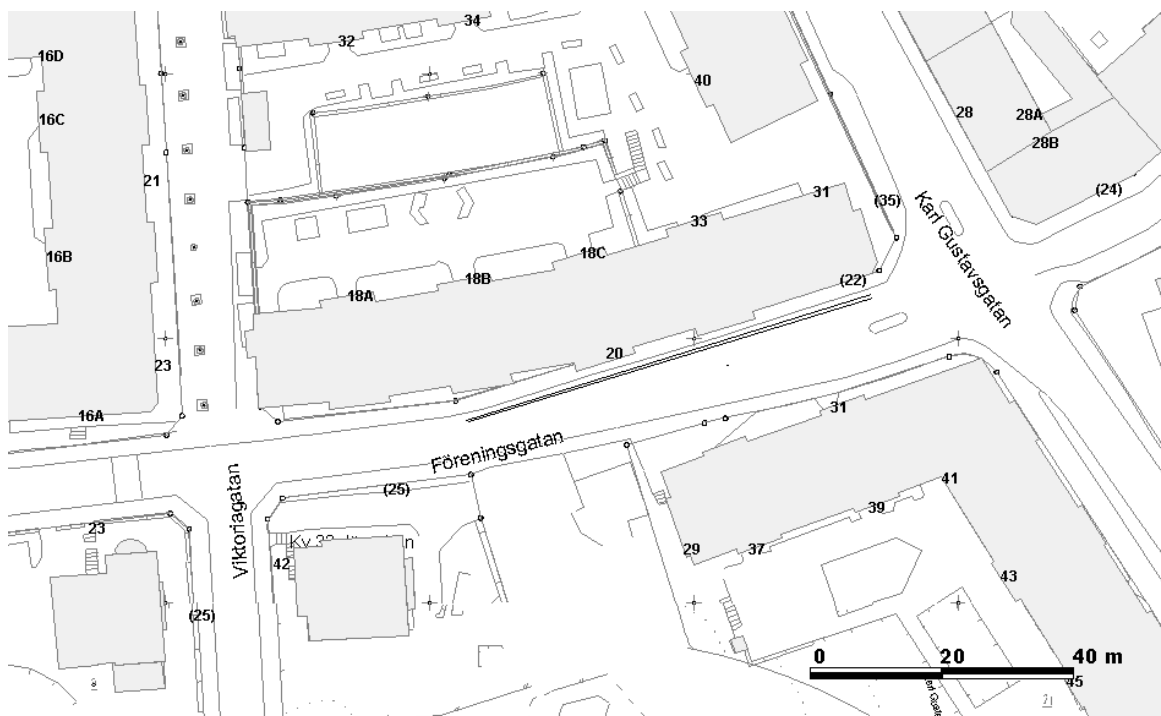 34
32
16D
40
16C
28
28A
28B
21
(24)
31
(35)
33
Karl Gustavsgatan
16B
18C
18B
(22)
18A
20
23
31
16A
Föreningsgatan
41
(25)
39
23
Viktoriagatan
42
29
37
43
(25)
0 20 40 m
45